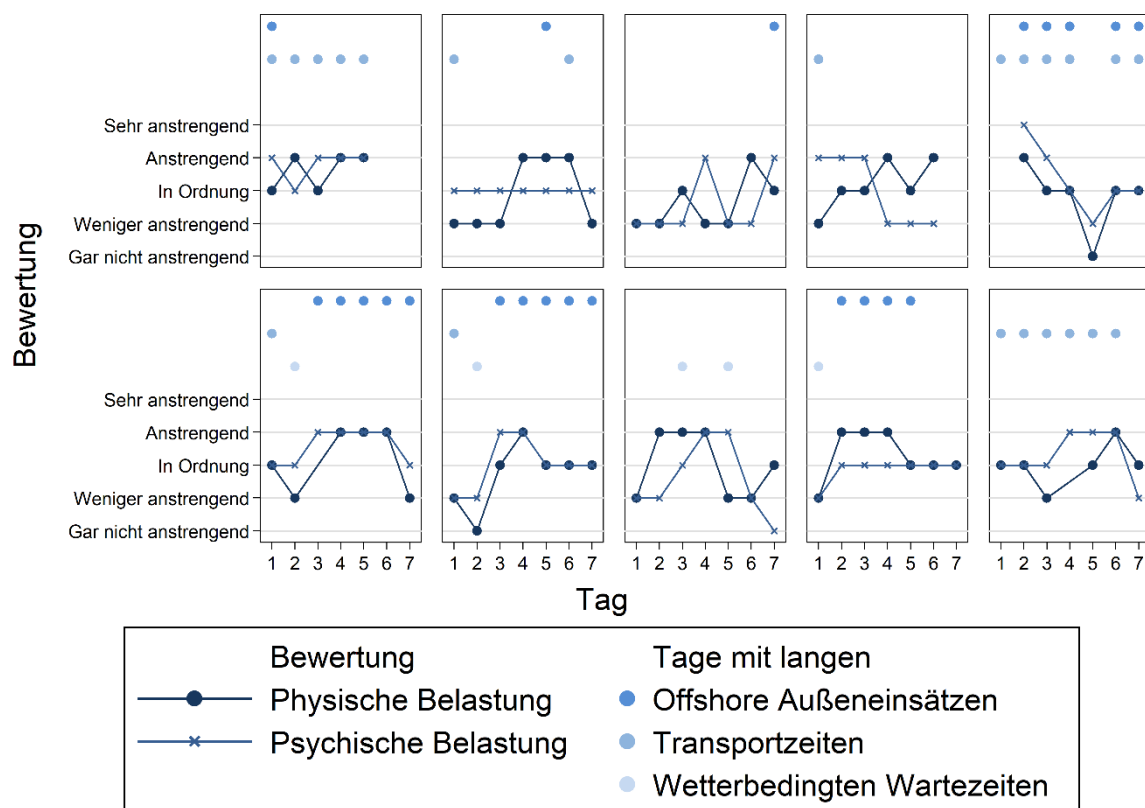 Bewertung
Sehr anstrengend
Anstrengend
In Ordnung
Weniger anstrengend
Gar nicht anstrengend
Sehr anstrengend
Anstrengend
In Ordnung
Weniger anstrengend
Gar nicht anstrengend
1 2 3 4 5 6 7 1 2 3 4 5 6 7 1 2 3 4 5 6 7 1 2 3 4 5 6 7 1 2 3 4 5 6 7
Tag
Bewertung
Physische Belastung
Psychische Belastung
Tage mit langen
Offshore Außeneinsätzen
Transportzeiten
Wetterbedingten Wartezeiten